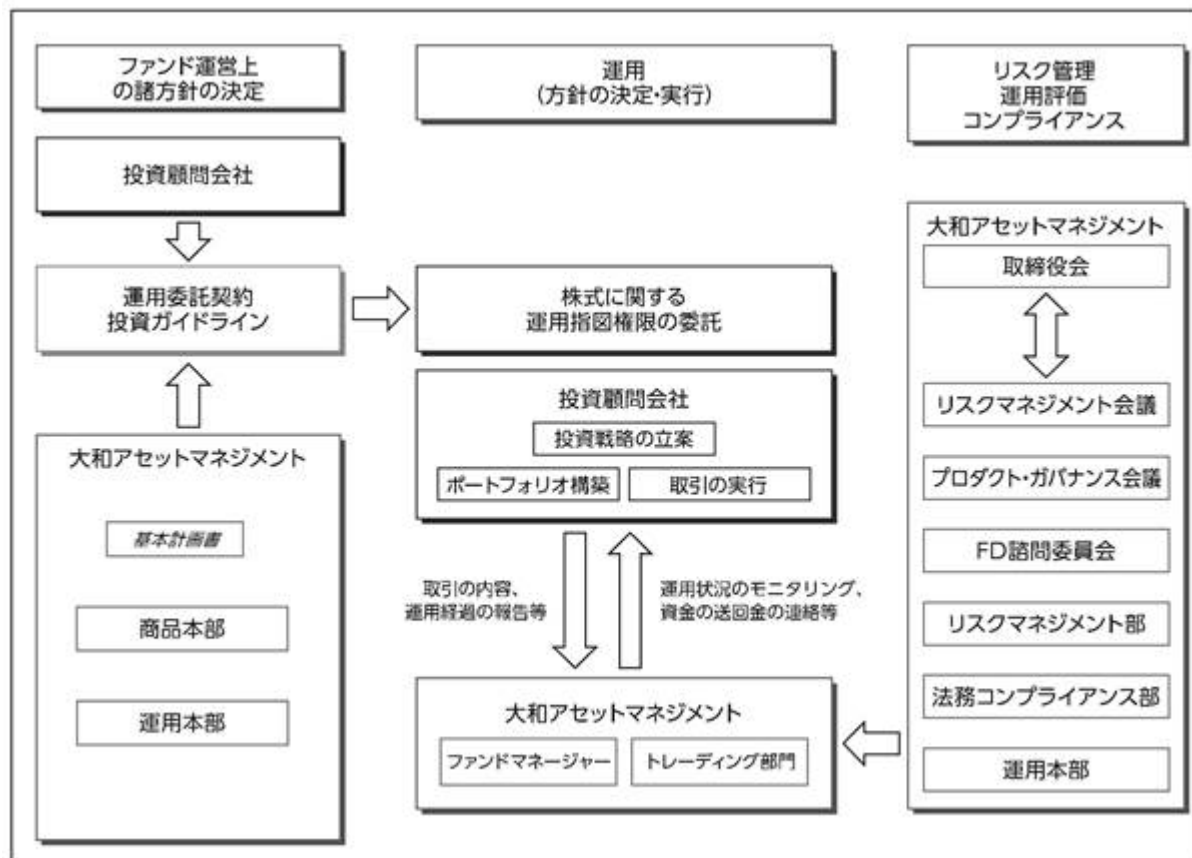 ファンド運営上
の諸方針の決定
投資顧問会社
運用委託契約
投資ガイドライン
大和アセットマネジメント
基本計画書
商品本部
運用本部
運用
(方針の決定・実行)
株式に関する
運用指図権限の委託
投資顧問会社
投資戦略の立案
ポートフォリオ構築
取引の実行
取引の内容、
運用経過の報告等
運用状況のモニタリング、
資金の送回金の連絡等
大和アセットマネジメント
ファンドマネージャー
トレーディング部門
リスク管理
運用評価
コンプライアンス
大和アセットマネジメント
取締役会
リスクマネジメント会議
プロダクト・ガバナンス会議
FD諮問委員会
リスクマネジメント部
法務コンプライアンス部
運用本部